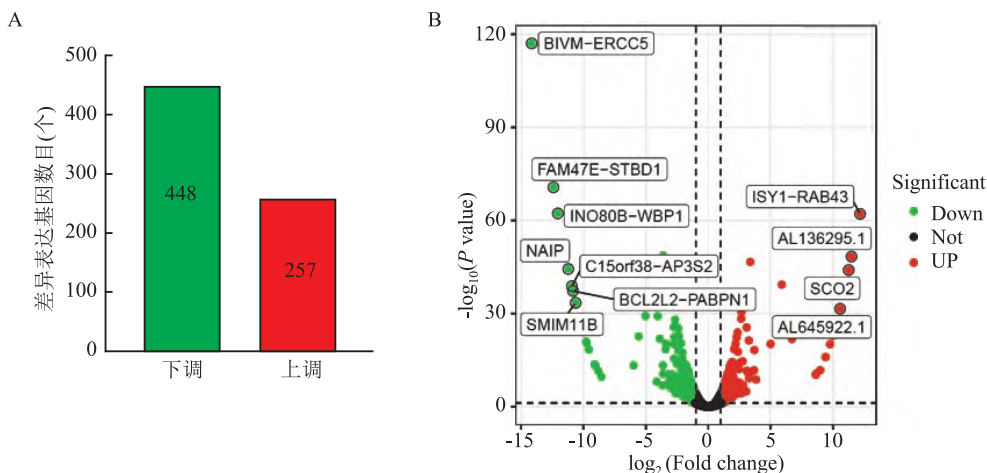 A
差异表达基因数目(个)
500
400
300
200
100
0
448
257
下调
上调
B
-log₁₀(P value)
120
90
60
30
0
BIVM-ERCC5
FAM47E-STBD1
INO80B-WBP1
NAIP
C15orf38-AP3S2
BCL2L2-PABPN1
SMIM11B
ISY1-RAB43
AL136295.1
SCO2
AL645922.1
-15
-10
-5
0
5
10
log₂(Fold change)
Significant
Down
Not
UP